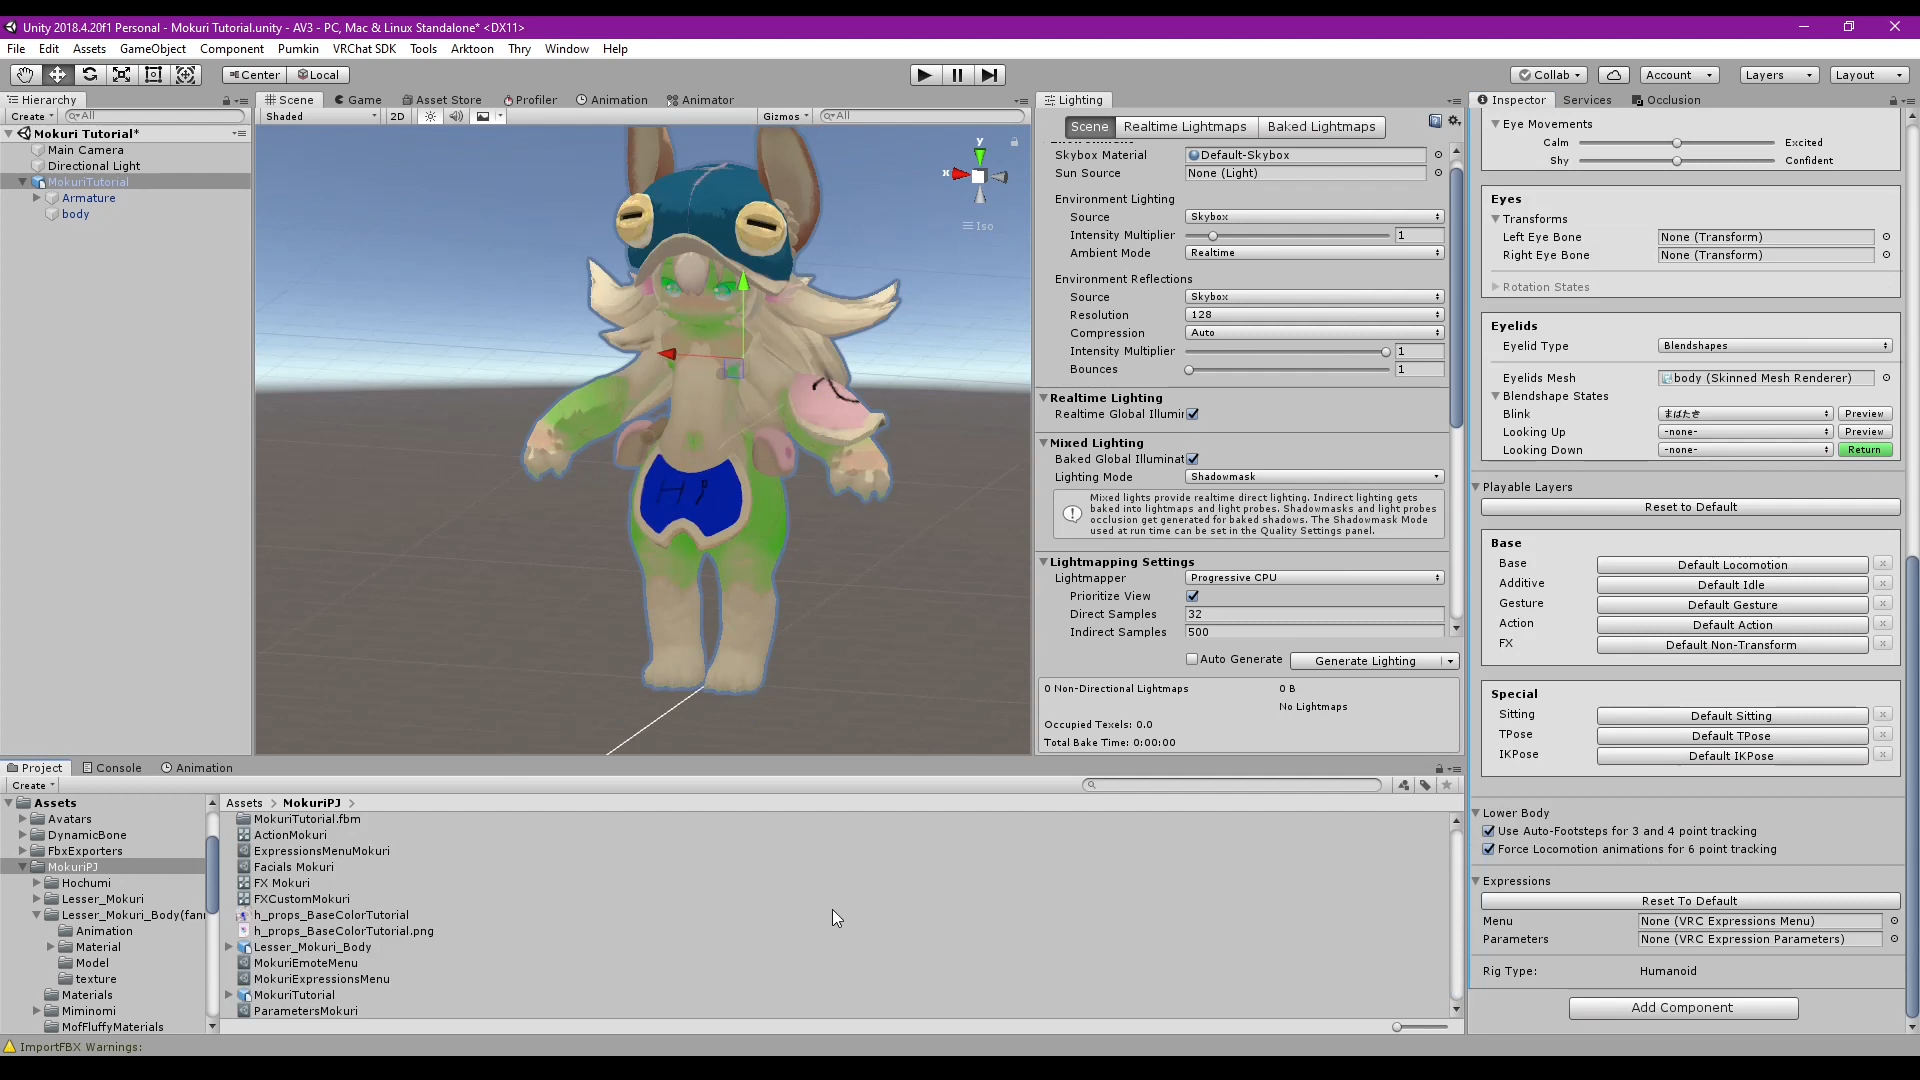 Unity 2018.4.20f1 Personal - Mokuri Tutorial.unity - AV3 - PC, Mac & Linux Standalone* <DX11>
File Edit Assets GameObject Component Pumkin VRChat SDK Tools Arktoon Thry Window Help
Center Local Collab Account Layers Layout
Hierarchy
Create All
Mokuri Tutorial*
Main Camera
Directional Light
MokuriTutorial
Armature
body
Scene Game Asset Store Profiler Animation Animator
Shaded 2D Gizmos All
y
x
Iso
HI
Lighting
Scene Realtime Lightmaps Baked Lightmaps
Skybox Material Default-Skybox
Sun Source None (Light)
Environment Lighting
Source Skybox
Intensity Multiplier 1
Ambient Mode Realtime
Environment Reflections
Source Skybox
Resolution 128
Compression Auto
Intensity Multiplier 1
Bounces 1
Realtime Lighting
Realtime Global Illumir
Mixed Lighting
Baked Global Illuminat
Lighting Mode Shadowmask
Mixed lights provide realtime direct lighting. Indirect lighting gets
baked into lightmaps and light probes. Shadowmasks and light probes
occlusion get generated for baked shadows. The Shadowmask Mode
used at run time can be set in the Quality Settings panel.
Lightmapping Settings
Lightmapper Progressive CPU
Prioritize View
Direct Samples 32
Indirect Samples 500
Auto Generate Generate Lighting
0 Non-Directional Lightmaps 0 B
No Lightmaps
Occupied Texels: 0.0
Total Bake Time: 0:00:00
Inspector Services Occlusion
Eye Movements
Calm Excited
Shy Confident
Eyes
Transforms
Left Eye Bone None (Transform)
Right Eye Bone None (Transform)
Rotation States
Eyelids
Eyelid Type Blendshapes
Eyelids Mesh body (Skinned Mesh Renderer)
Blendshape States
Blink まばたき Preview
Looking Up -none- Preview
Looking Down -none- Return
Playable Layers
Reset to Default
Base
Base Default Locomotion
Additive Default Idle
Gesture Default Gesture
Action Default Action
FX Default Non-Transform
Special
Sitting Default Sitting
TPose Default TPose
IKPose Default IKPose
Lower Body
Use Auto-Footsteps for 3 and 4 point tracking
Force Locomotion animations for 6 point tracking
Expressions
Reset To Default
Menu None (VRC Expressions Menu)
Parameters None (VRC Expression Parameters)
Rig Type: Humanoid
Add Component
Project Console Animation
Create
Assets
Avatars
DynamicBone
FbxExporters
MokuriPJ
Hochumi
Lesser_Mokuri
Lesser_Mokuri_Body(fanı
Animation
Material
Model
texture
Materials
Miminomi
MofFluffyMaterials
Assets > MokuriPJ >
MokuriTutorial.fbm
ActionMokuri
ExpressionsMenuMokuri
Facials Mokuri
FX Mokuri
FXCustomMokuri
h_props_BaseColorTutorial
h_props_BaseColorTutorial.png
Lesser_Mokuri_Body
MokuriEmoteMenu
MokuriExpressionsMenu
MokuriTutorial
ParametersMokuri
ImportFBX Warnings: